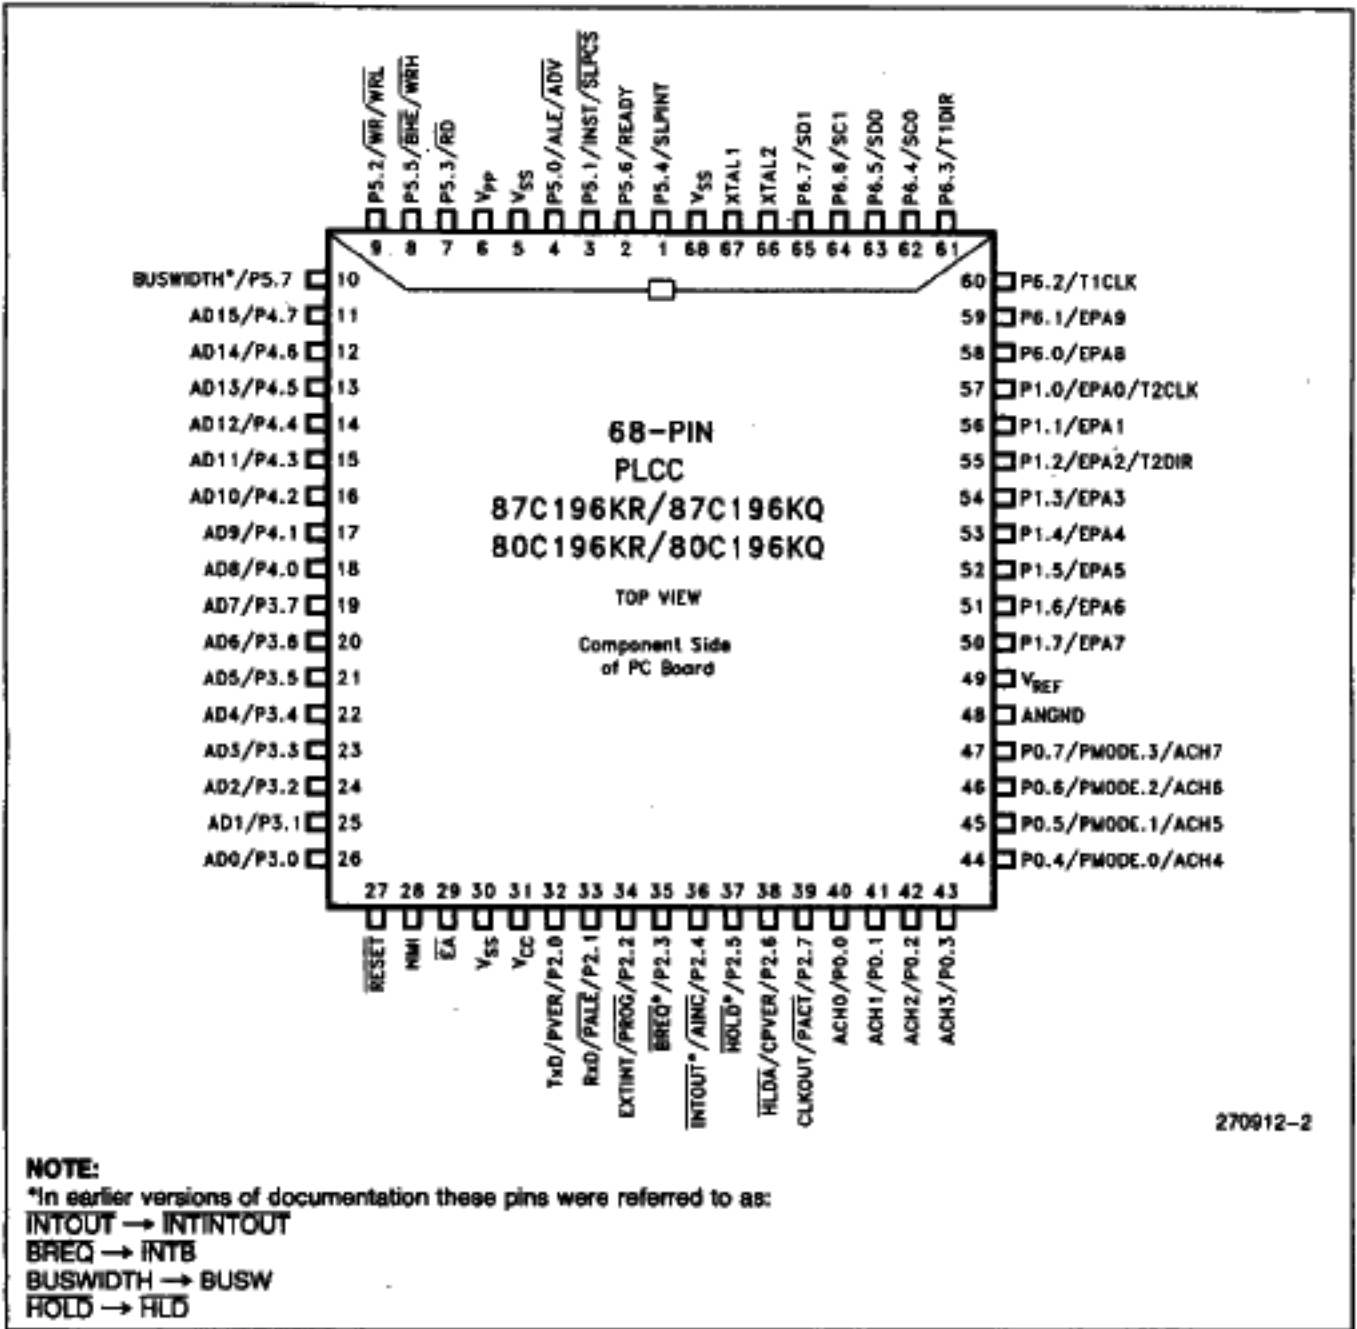 P5.2/WR/WRL
P5.5/BHE/WRH
P5.3/RD
VPP
VSS
P5.0/ALE/ADV
P5.1/INST/SLPCS
P5.6/READY
P5.4/SLPINT
VSS
XTAL1
XTAL2
P6.7/SD1
P6.6/SC1
P6.5/SD0
P6.4/SC0
P6.3/T1DIR
9 8 7 6 5 4 3 2 1 68 67 66 65 64 63 62 61
BUSWIDTH*/P5.7 10
AD15/P4.7 11
AD14/P4.6 12
AD13/P4.5 13
AD12/P4.4 14
AD11/P4.3 15
AD10/P4.2 16
AD9/P4.1 17
AD8/P4.0 18
AD7/P3.7 19
AD6/P3.6 20
AD5/P3.5 21
AD4/P3.4 22
AD3/P3.3 23
AD2/P3.2 24
AD1/P3.1 25
AD0/P3.0 26
68-PIN
PLCC
87C196KR/87C196KQ
80C196KR/80C196KQ
TOP VIEW
Component Side
of PC Board
60 P6.2/T1CLK
59 P6.1/EPA9
58 P6.0/EPA8
57 P1.0/EPA0/T2CLK
56 P1.1/EPA1
55 P1.2/EPA2/T2DIR
54 P1.3/EPA3
53 P1.4/EPA4
52 P1.5/EPA5
51 P1.6/EPA6
50 P1.7/EPA7
49 VREF
48 ANGND
47 P0.7/PMODE.3/ACH7
46 P0.6/PMODE.2/ACH6
45 P0.5/PMODE.1/ACH5
44 P0.4/PMODE.0/ACH4
27 28 29 30 31 32 33 34 35 36 37 38 39 40 41 42 43
RESET
NMI
EA
VSS
VCC
TxD/PVER/P2.0
RxD/PALE/P2.1
EXTINT/PROG/P2.2
BREQ*/P2.3
INTOUT*/AINC/P2.4
HOLD*/P2.5
HLDA/CPVER/P2.6
CLKOUT/PACT/P2.7
ACH0/P0.0
ACH1/P0.1
ACH2/P0.2
ACH3/P0.3
270912-2
NOTE:
*In earlier versions of documentation these pins were referred to as:
INTOUT → INTINTOUT
BREQ → INTB
BUSWIDTH → BUSW
HOLD → HLD